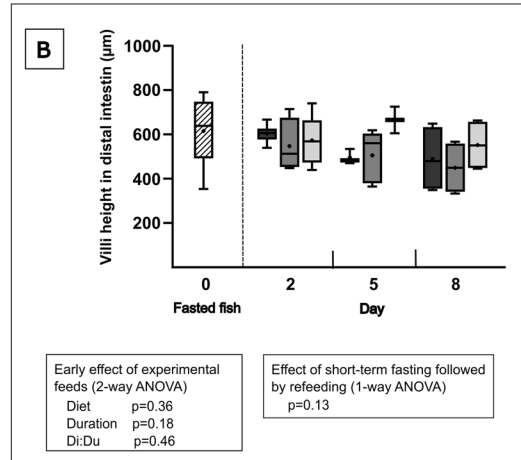 B
Villi height in distal intestin (µm)
1000
800
600
400
200
0
2
5
8
Fasted fish
Day
Early effect of experimental
feeds (2-way ANOVA)
Diet p=0.36
Duration p=0.18
Di:Du p=0.46
Effect of short-term fasting followed
by refeeding (1-way ANOVA)
p=0.13